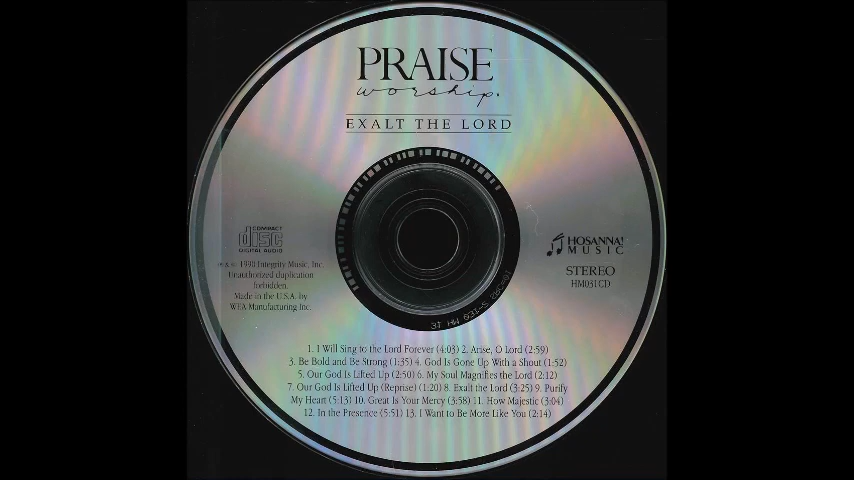 PRAISE
worship.
EXALT THE LORD
COMPACT
disc
DIGITAL AUDIO
℗ & ©. 1990 Integrity Music, Inc.
Unauthorized duplication
forbidden.
Made in the U.S.A. by
WEA Manufacturing Inc.
HOSANNA!
MUSIC
STEREO
HM031CD
1. I Will Sing to the Lord Forever (4:03) 2. Arise, O Lord (2:59)
3. Be Bold and Be Strong (1:35) 4. God Is Gone Up With a Shout (1:52)
5. Our God Is Lifted Up (2:50) 6. My Soul Magnifies the Lord (2:12)
7. Our God Is Lifted Up (Reprise) (1:20) 8. Exalt the Lord (3:25) 9. Purify
My Heart (5:13) 10. Great Is Your Mercy (3:58) 11. How Majestic (3:04)
12. In the Presence (5:51) 13. I Want to Be More Like You (2:14)